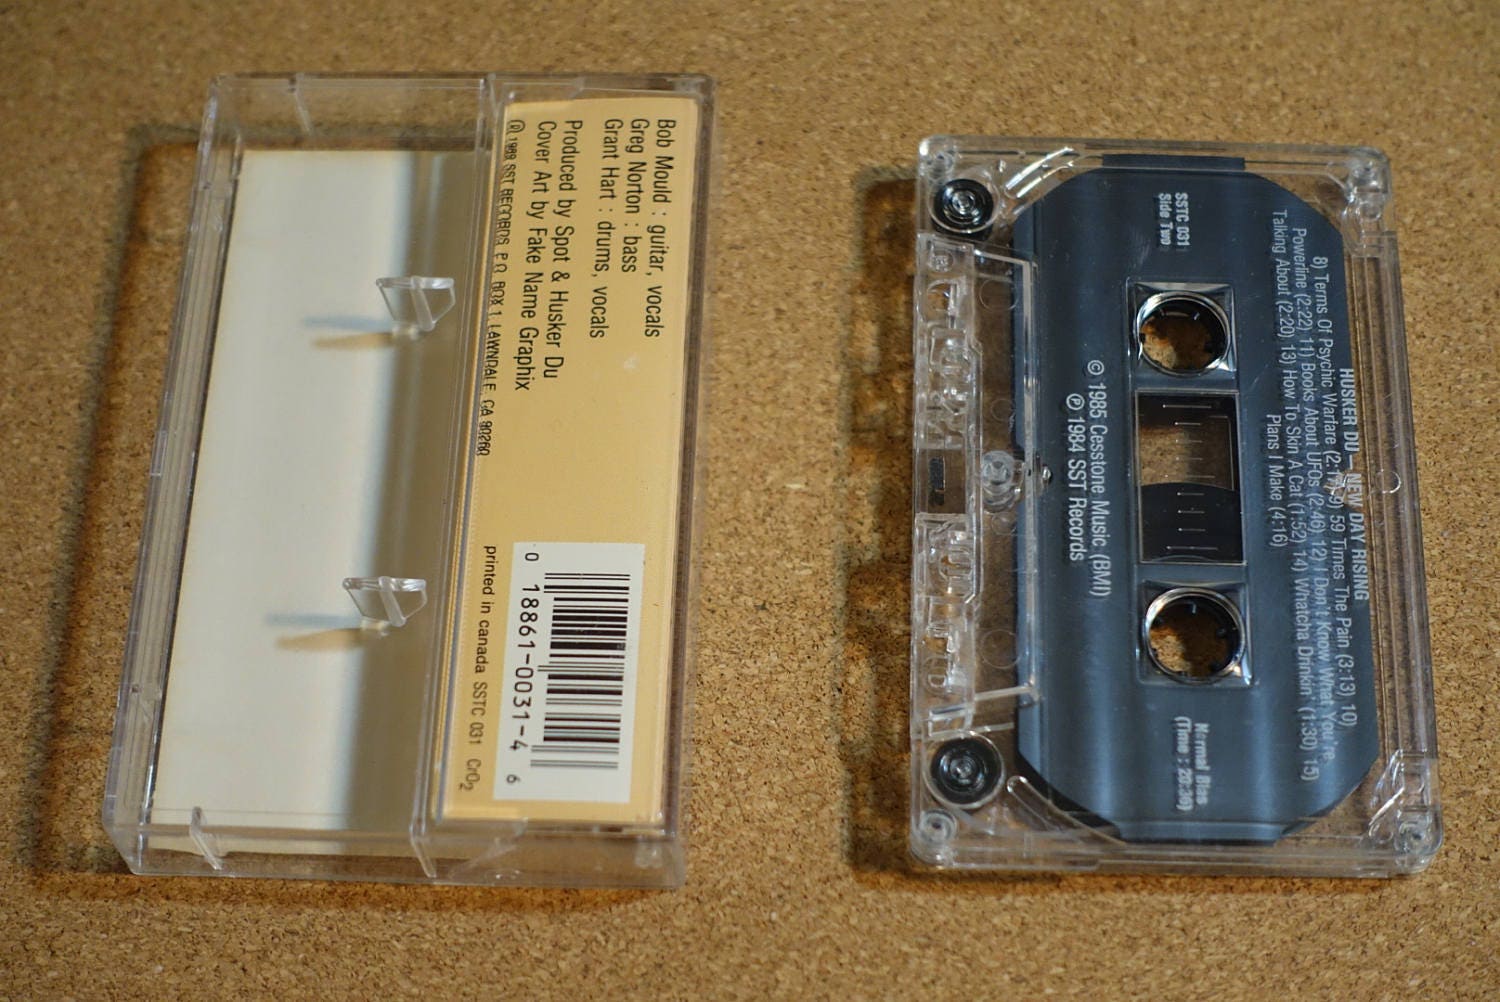 Bob Mould : guitar, vocals
Greg Norton : bass
Grant Hart : drums, vocals
Produced by Spot & Husker Du
Cover Art by Fake Name Graphix
℗ 1989 SST RECORDS P.O. BOX 1 LAWNDALE CA 90260
0 18861-0031-4 6
printed in canada SSTC 031 CrO2
HUSKER DU – NEW DAY RISING
8) Terms Of Psychic Warfare 9) 59 Times The Pain (3:13) 10)
Powerline (2:22) 11) Books About UFOs (2:46) 12) I Don't Know What You're
Talking About (2:20) 13) How To Skin A Cat (1:52) 14) Whatcha Drinkin' (1:30) 15)
Plans I Make (4:16)
SSTC 031
Side Two
Normal Bias
(Time :
© 1985 Cesstone Music (BMI)
℗ 1984 SST Records